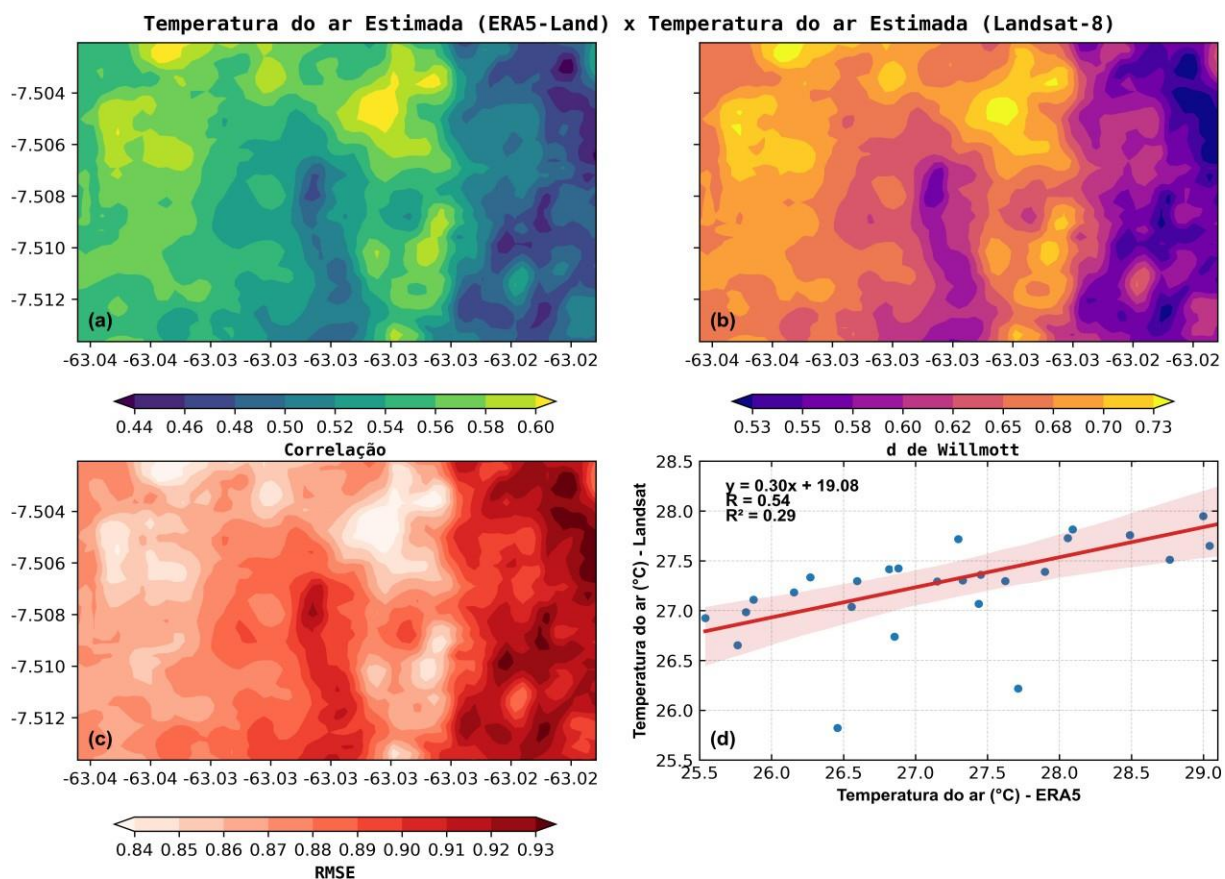 Temperatura do ar Estimada (ERA5-Land) x Temperatura do ar Estimada (Landsat-8)
-7.504
-7.506
-7.508
-7.510
-7.512
(a)
-63.04 -63.04 -63.03 -63.03 -63.03 -63.03 -63.03 -63.02 -63.02
0.44 0.46 0.48 0.50 0.52 0.54 0.56 0.58 0.60
Correlação
(b)
-63.04 -63.04 -63.03 -63.03 -63.03 -63.03 -63.03 -63.02 -63.02
0.53 0.55 0.58 0.60 0.62 0.65 0.68 0.70 0.73
d de Willmott
-7.504
-7.506
-7.508
-7.510
-7.512
(c)
-63.04 -63.04 -63.03 -63.03 -63.03 -63.03 -63.03 -63.02 -63.02
0.84 0.85 0.86 0.87 0.88 0.89 0.90 0.91 0.92 0.93
RMSE
Temperatura do ar (°C) - Landsat
28.5
28.0
27.5
27.0
26.5
26.0
25.5
y = 0.30x + 19.08
R = 0.54
R² = 0.29
(d)
25.5 26.0 26.5 27.0 27.5 28.0 28.5 29.0
Temperatura do ar (°C) - ERA5